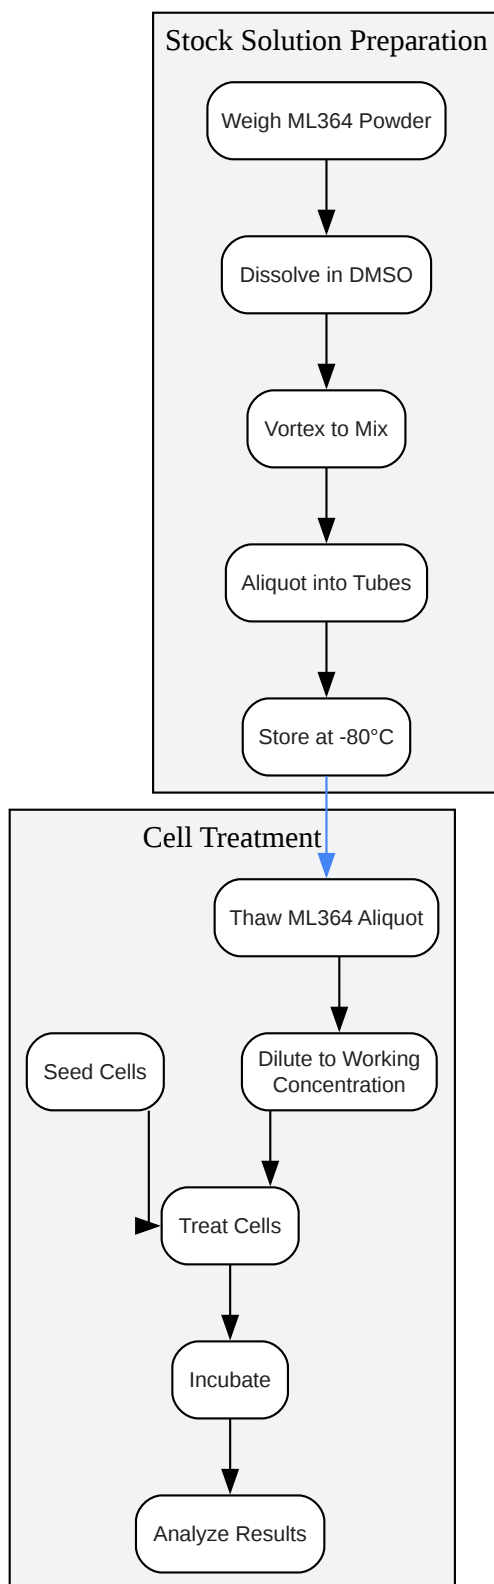 Stock Solution Preparation
Weigh ML364 Powder
Dissolve in DMSO
Vortex to Mix
Aliquot into Tubes
Store at -80°C
Cell Treatment
Thaw ML364 Aliquot
Seed Cells
Dilute to Working
Concentration
Treat Cells
Incubate
Analyze Results